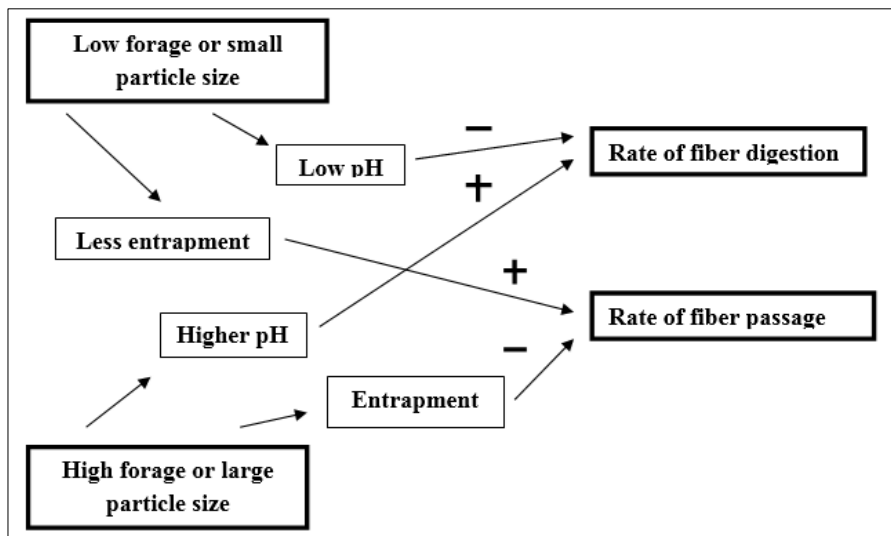 Low forage or small
particle size
−
Low pH
Rate of fiber digestion
+
Less entrapment
+
Rate of fiber passage
Higher pH
−
Entrapment
High forage or large
particle size